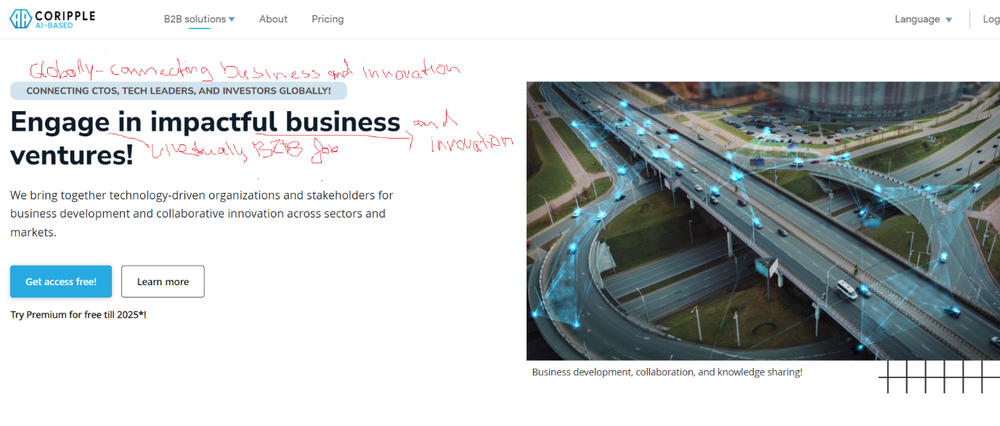 CORIPPLE
AI-BASED
B2B solutions
About
Pricing
Language
Log
Globally-connecting business and innovation
CONNECTING CTOS, TECH LEADERS, AND INVESTORS GLOBALLY!
Engage in impactful business
and
innovation
B2B for
ventures!
We bring together technology-driven organizations and stakeholders for
business development and collaborative innovation across sectors and
markets.
Get access free!
Learn more
Try Premium for free till 2025*!
Business development, collaboration, and knowledge sharing!